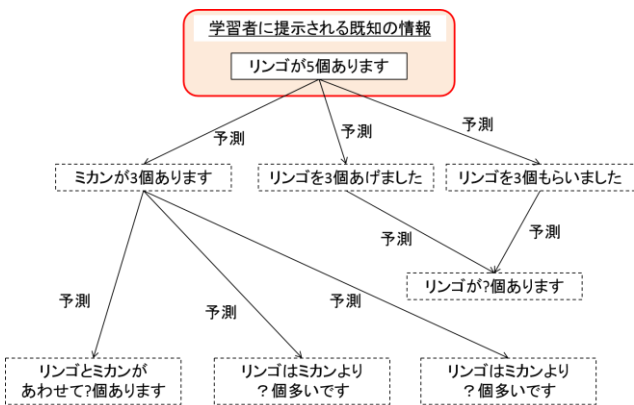 学習者に提示される既知の情報
リンゴが5個あります
予測
予測
予測
ミカンが3個あります
リンゴを3個あげました
リンゴを3個もらいました
予測
予測
リンゴが?個あります
予測
予測
予測
リンゴとミカンが
あわせて?個あります
リンゴはミカンより
？個多いです
リンゴはミカンより
？個多いです